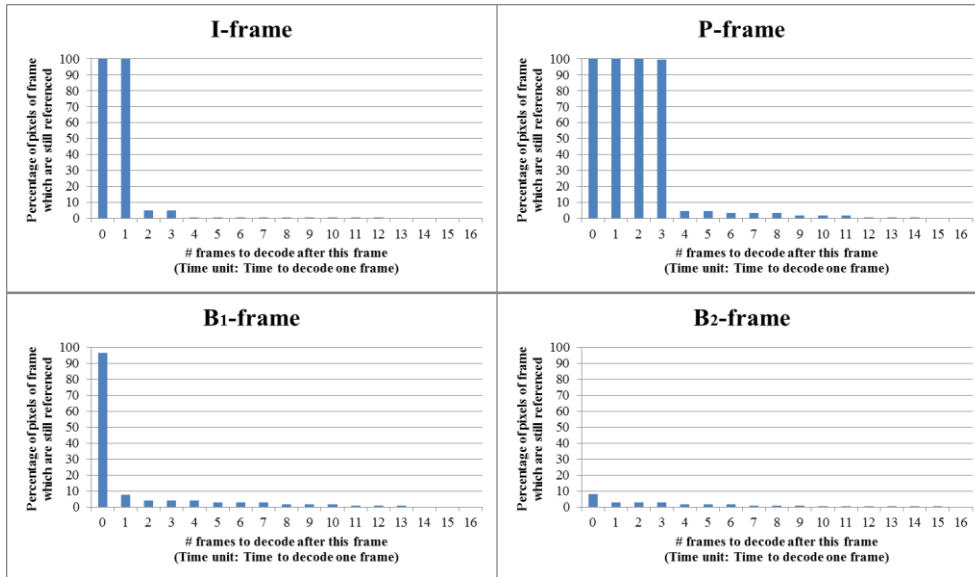 I-frame
Percentage of pixels of frame
which are still referenced
100
90
80
70
60
50
40
30
20
10
0
0 1 2 3 4 5 6 7 8 9 10 11 12 13 14 15 16
# frames to decode after this frame
(Time unit: Time to decode one frame)
P-frame
Percentage of pixels of frame
which are still referenced
100
90
80
70
60
50
40
30
20
10
0
0 1 2 3 4 5 6 7 8 9 10 11 12 13 14 15 16
# frames to decode after this frame
(Time unit: Time to decode one frame)
B1-frame
Percentage of pixels of frame
which are still referenced
100
90
80
70
60
50
40
30
20
10
0
0 1 2 3 4 5 6 7 8 9 10 11 12 13 14 15 16
# frames to decode after this frame
(Time unit: Time to decode one frame)
B2-frame
Percentage of pixels of frame
which are still referenced
100
90
80
70
60
50
40
30
20
10
0
0 1 2 3 4 5 6 7 8 9 10 11 12 13 14 15 16
# frames to decode after this frame
(Time unit: Time to decode one frame)